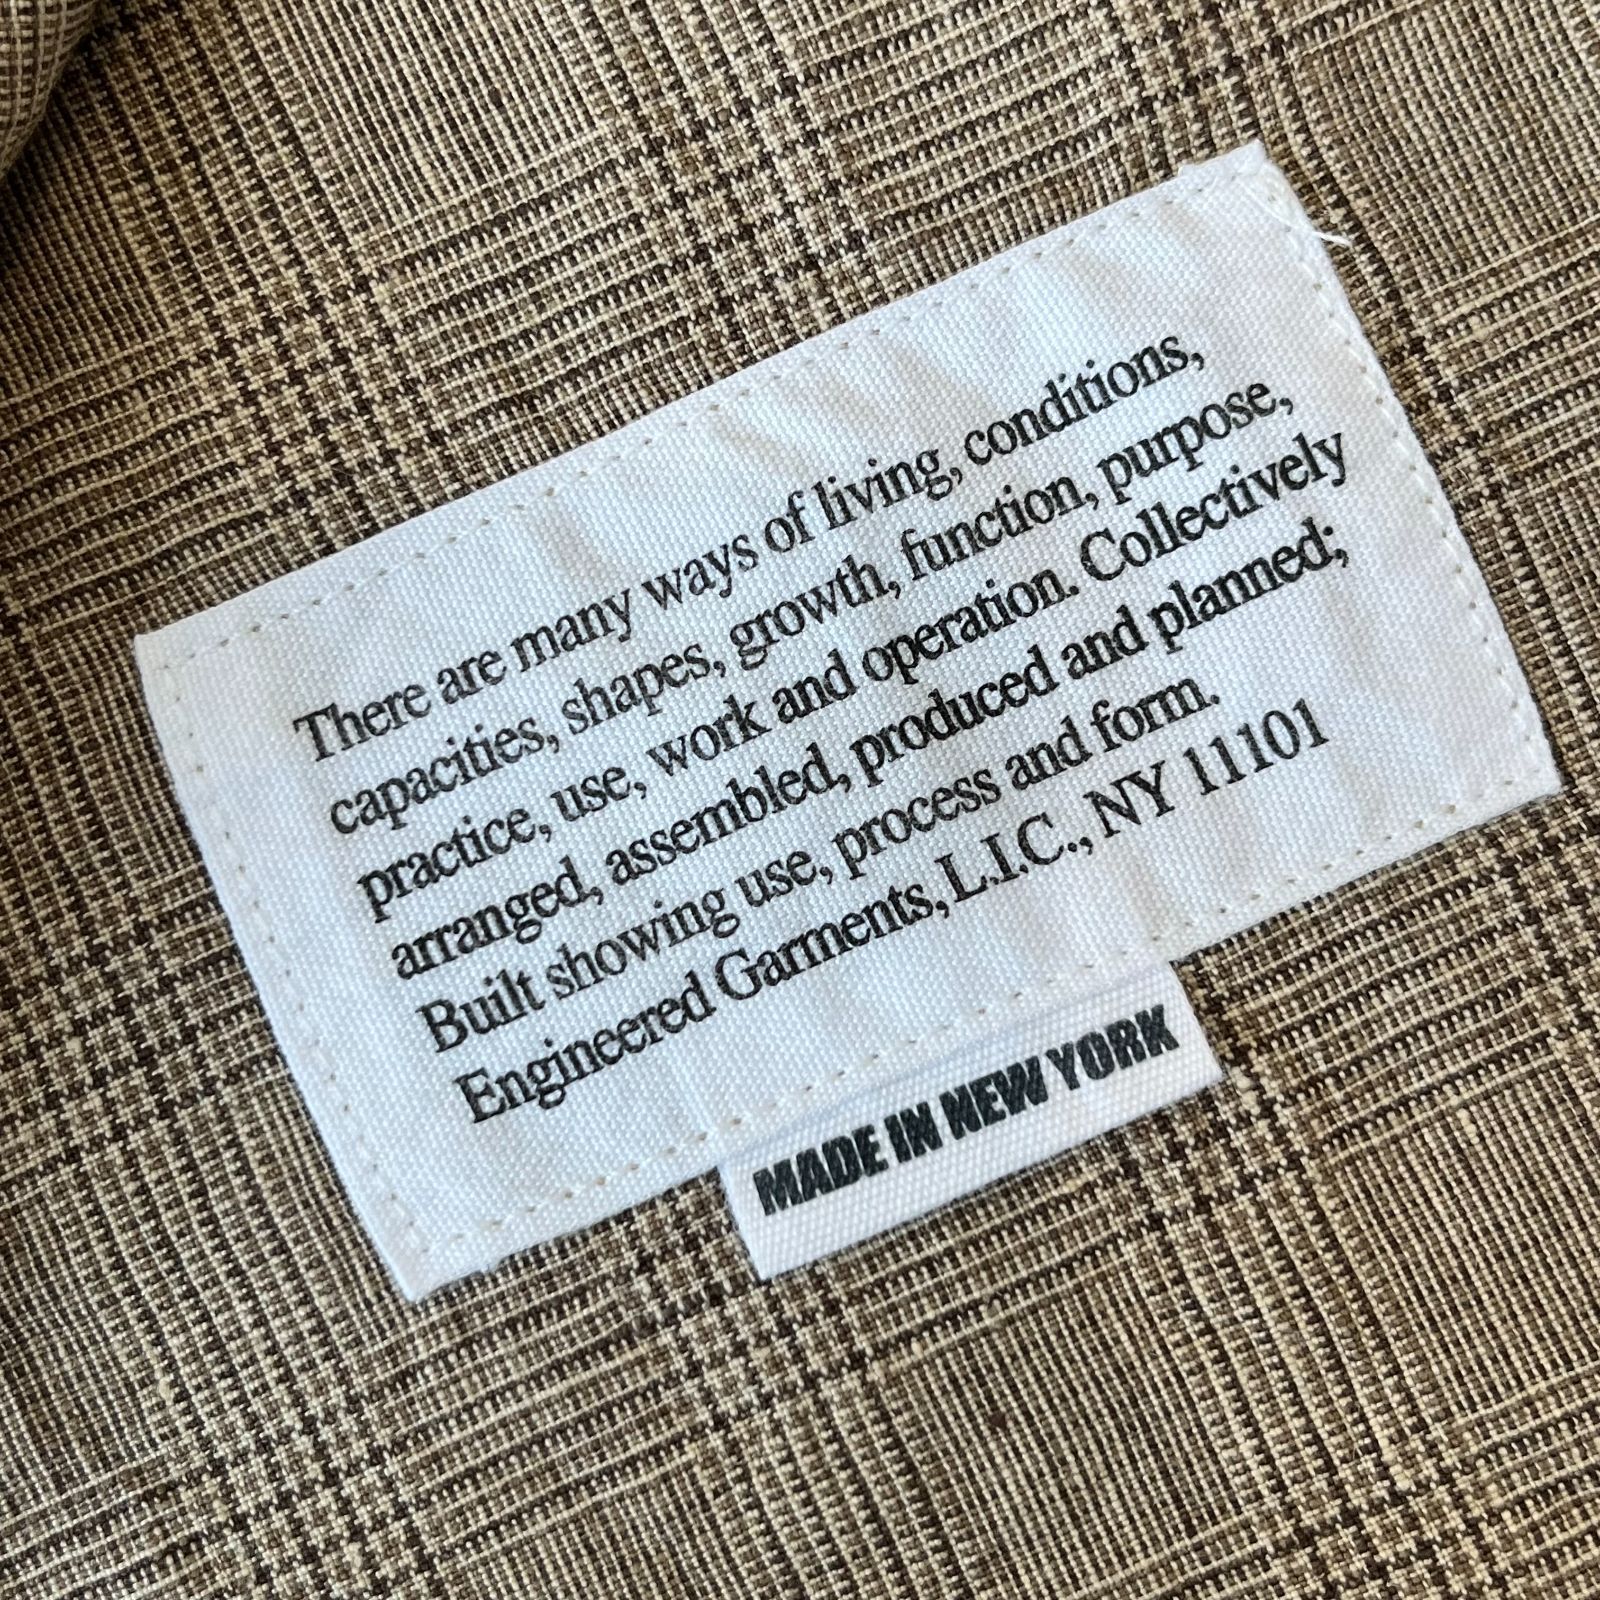 There are many ways of living, conditions,
capacities, shapes, growth, function, purpose,
practice, use, work and operation. Collectively
arranged, assembled, produced and planned;
Built showing use, process and form.
Engineered Garments, L.I.C., NY 11101
MADE IN NEW YORK